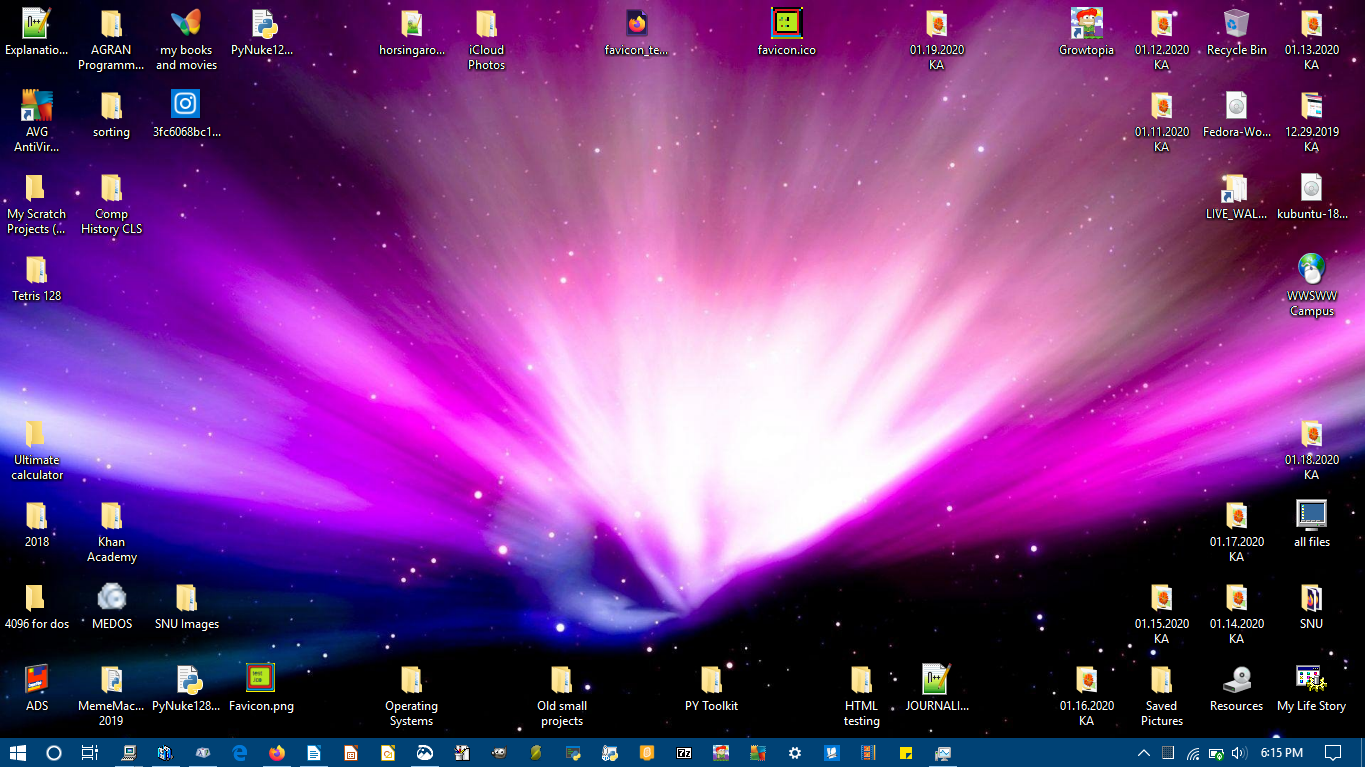 Explanatio...
AGRAN
Programm...
my books
and movies
PyNuke12...
horsingaro...
iCloud
Photos
favicon_te...
favicon.ico
01.19.2020
KA
Growtopia
01.12.2020
KA
Recycle Bin
01.13.2020
KA
AVG
AntiVir...
sorting
3fc6068bc1...
01.11.2020
KA
Fedora-Wo...
12.29.2019
KA
My Scratch
Projects (...
Comp
History CLS
LIVE_WAL...
kubuntu-18...
Tetris 128
WWSWW
Campus
Ultimate
calculator
01.18.2020
KA
2018
Khan
Academy
01.17.2020
KA
all files
4096 for dos
MEDOS
SNU Images
01.15.2020
KA
01.14.2020
KA
SNU
ADS
MemeMac...
2019
PyNuke128...
Favicon.png
Operating
Systems
Old small
projects
PY Toolkit
HTML
testing
JOURNALI...
01.16.2020
KA
Saved
Pictures
Resources
My Life Story
6:15 PM